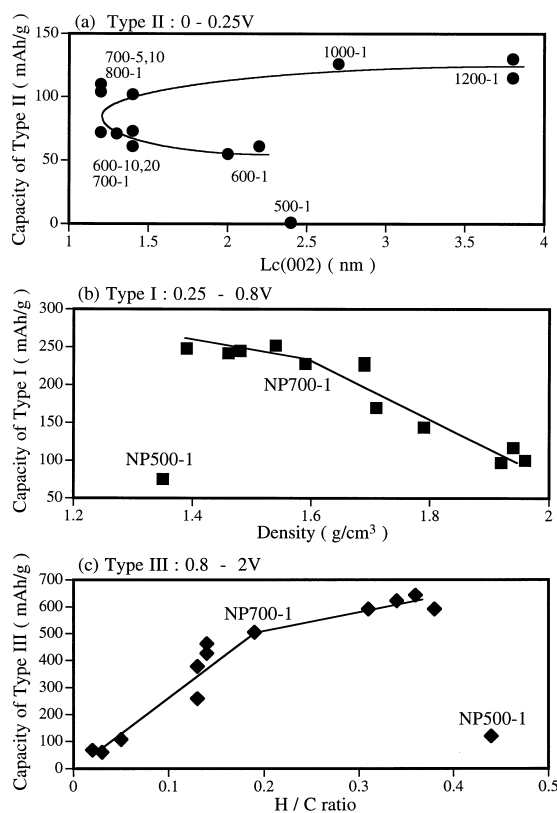 (a) Type II : 0 - 0.25V
Capacity of Type II ( mAh/g )
150
100
50
0
700-5,10
800-1
1000-1
1200-1
600-10,20
700-1
600-1
500-1
1 1.5 2 2.5 3 3.5 4
Lc(002) ( nm )
(b) Type I : 0.25 - 0.8V
Capacity of Type I ( mAh/g )
300
250
200
150
100
50
NP700-1
NP500-1
1.2 1.4 1.6 1.8 2
Density ( g/cm³ )
(c) Type III : 0.8 - 2V
Capacity of Type III ( mAh/g )
700
600
500
400
300
200
100
0
NP700-1
NP500-1
0 0.1 0.2 0.3 0.4 0.5
H / C ratio